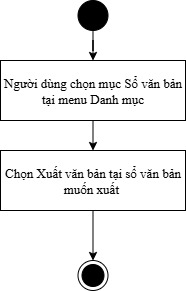 Người dùng chọn mục Sổ văn bản
tại menu Danh mục
Chọn Xuất văn bản tại sổ văn bản
muốn xuất